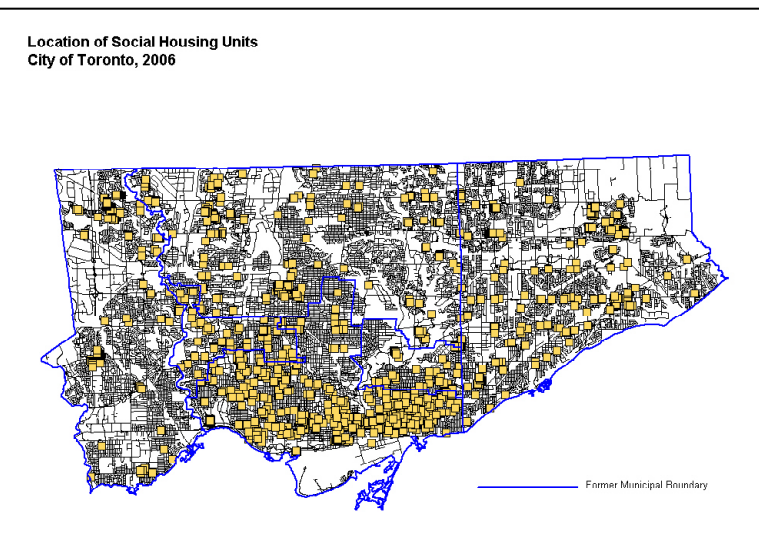 Location of Social Housing Units
City of Toronto, 2006
Former Municipal Boundary